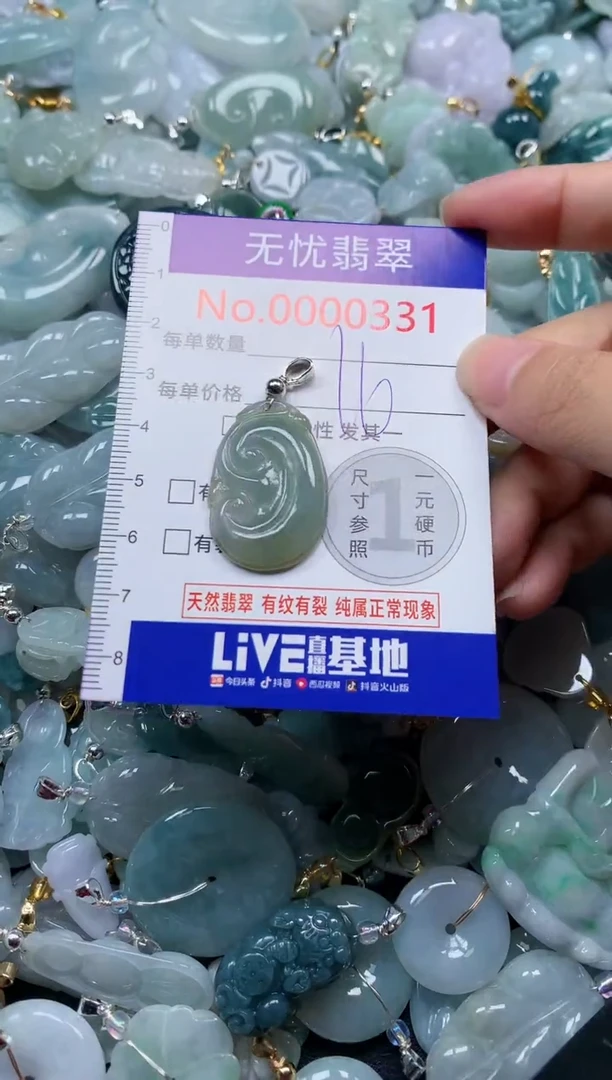 无忧翡翠
No.0000331
每单数量
每单价格
16
性 发其一
有
有
尺寸参照
1
一元硬币
天然翡翠 有纹有裂 纯属正常现象
LiVE直播基地
今日头条 抖音 西瓜视频 抖音火山版
0
1
2
3
4
5
6
7
8